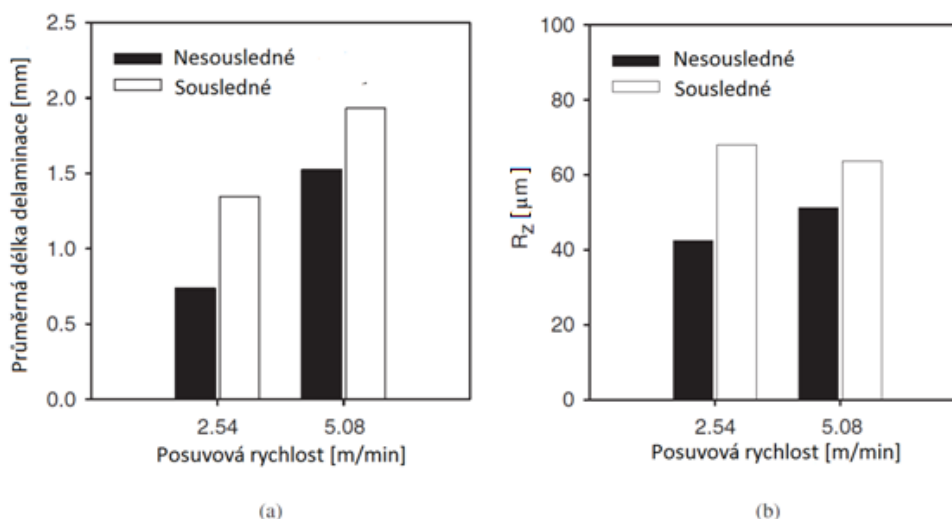 2.5
2.0
1.5
1.0
0.5
0.0
Průměrná délka delaminace [mm]
Nesousledné
Sousledné
2.54
5.08
Posuvová rychlost [m/min]
(a)
100
80
60
40
20
0
R_Z [μm]
Nesousledné
Sousledné
2.54
5.08
Posuvová rychlost [m/min]
(b)